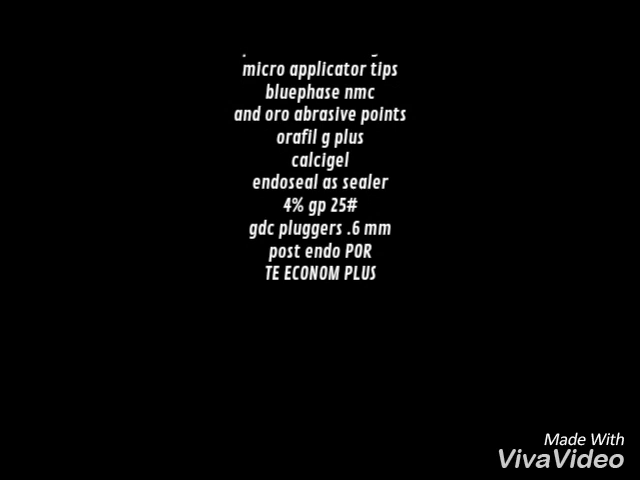 micro applicator tips
bluephase nmc
and oro abrasive points
orafil g plus
calcigel
endoseal as sealer
4% gp 25#
gdc pluggers .6 mm
post endo POR
TE ECONOM PLUS
Made With
VivaVideo